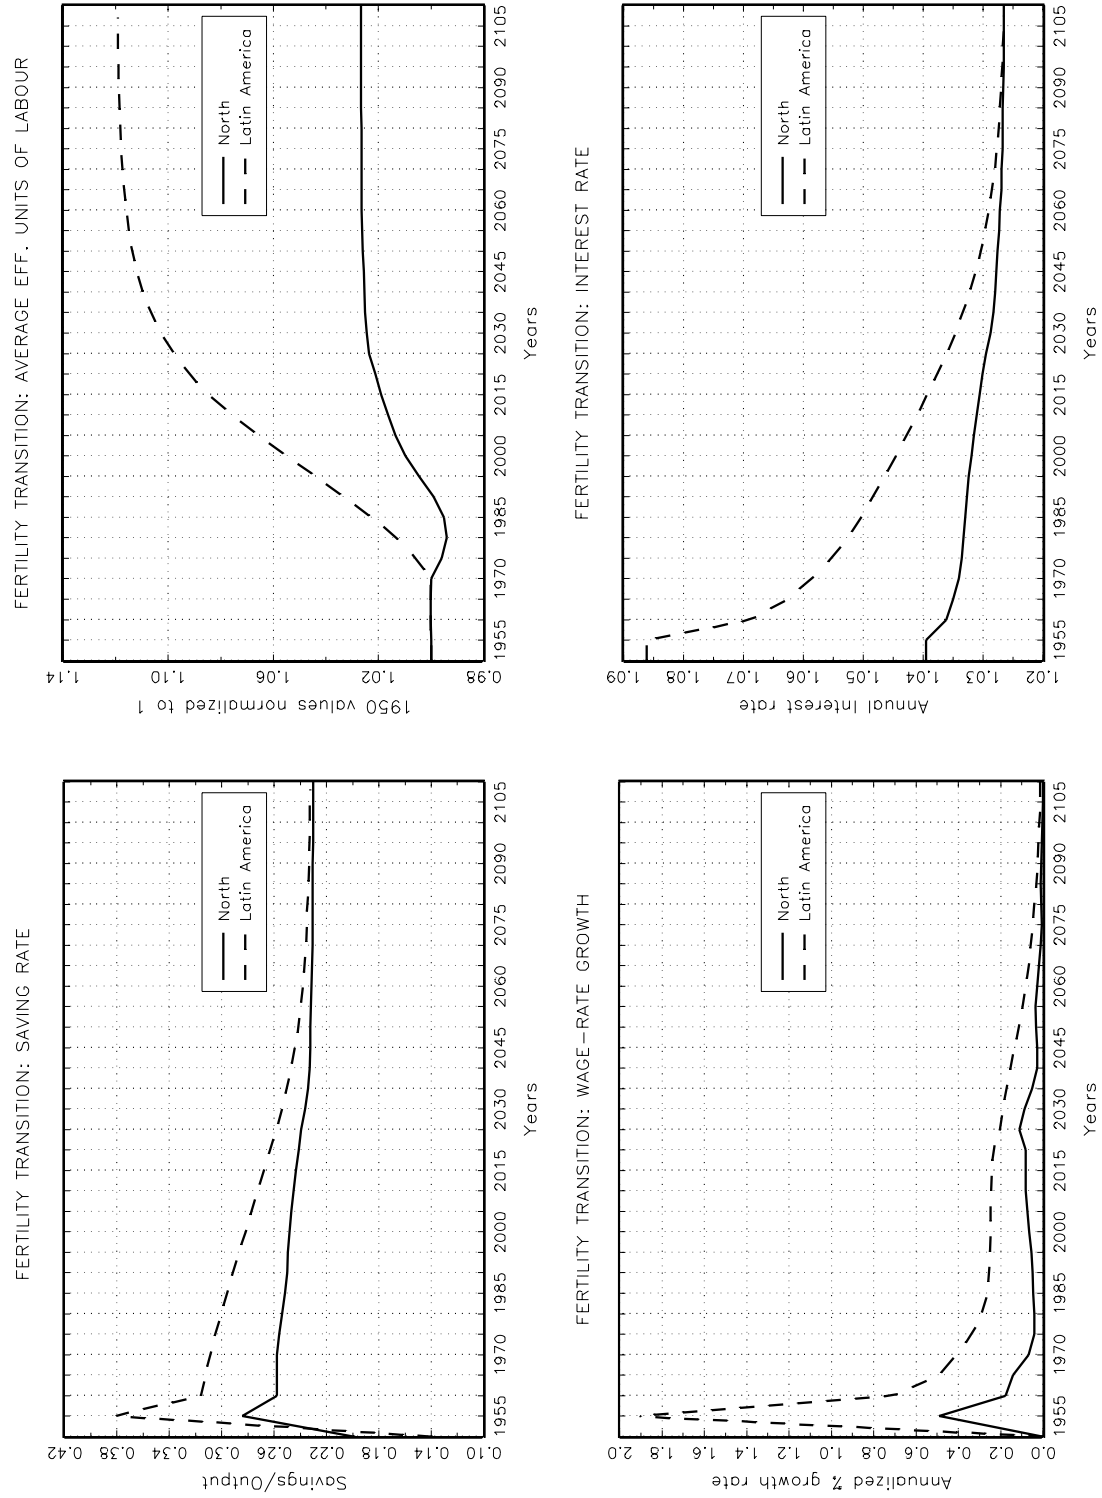 FERTILITY TRANSITION: SAVING RATE
Savings/Output
0.42
0.38
0.34
0.30
0.26
0.22
0.18
0.14
0.10
North
Latin America
1955 1970 1985 2000 2015 2030 2045 2060 2075 2090 2105
Years
FERTILITY TRANSITION: AVERAGE EFF. UNITS OF LABOUR
1950 values normalized to 1
1.14
1.10
1.06
1.02
0.98
North
Latin America
1955 1970 1985 2000 2015 2030 2045 2060 2075 2090 2105
Years
FERTILITY TRANSITION: WAGE-RATE GROWTH
Annualized % growth rate
2.0
1.8
1.6
1.4
1.2
1.0
0.8
0.6
0.4
0.2
0.0
North
Latin America
1955 1970 1985 2000 2015 2030 2045 2060 2075 2090 2105
Years
FERTILITY TRANSITION: INTEREST RATE
Annual Interest rate
1.09
1.08
1.07
1.06
1.05
1.04
1.03
1.02
North
Latin America
1955 1970 1985 2000 2015 2030 2045 2060 2075 2090 2105
Years